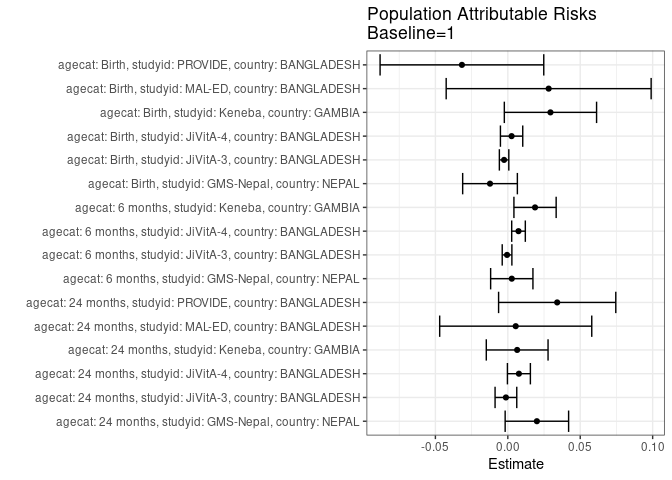 Population Attributable Risks
Baseline=1
agecat: Birth, studyid: PROVIDE, country: BANGLADESH
agecat: Birth, studyid: MAL-ED, country: BANGLADESH
agecat: Birth, studyid: Keneba, country: GAMBIA
agecat: Birth, studyid: JiVitA-4, country: BANGLADESH
agecat: Birth, studyid: JiVitA-3, country: BANGLADESH
agecat: Birth, studyid: GMS-Nepal, country: NEPAL
agecat: 6 months, studyid: Keneba, country: GAMBIA
agecat: 6 months, studyid: JiVitA-4, country: BANGLADESH
agecat: 6 months, studyid: JiVitA-3, country: BANGLADESH
agecat: 6 months, studyid: GMS-Nepal, country: NEPAL
agecat: 24 months, studyid: PROVIDE, country: BANGLADESH
agecat: 24 months, studyid: MAL-ED, country: BANGLADESH
agecat: 24 months, studyid: Keneba, country: GAMBIA
agecat: 24 months, studyid: JiVitA-4, country: BANGLADESH
agecat: 24 months, studyid: JiVitA-3, country: BANGLADESH
agecat: 24 months, studyid: GMS-Nepal, country: NEPAL
-0.05 0.00 0.05 0.10
Estimate